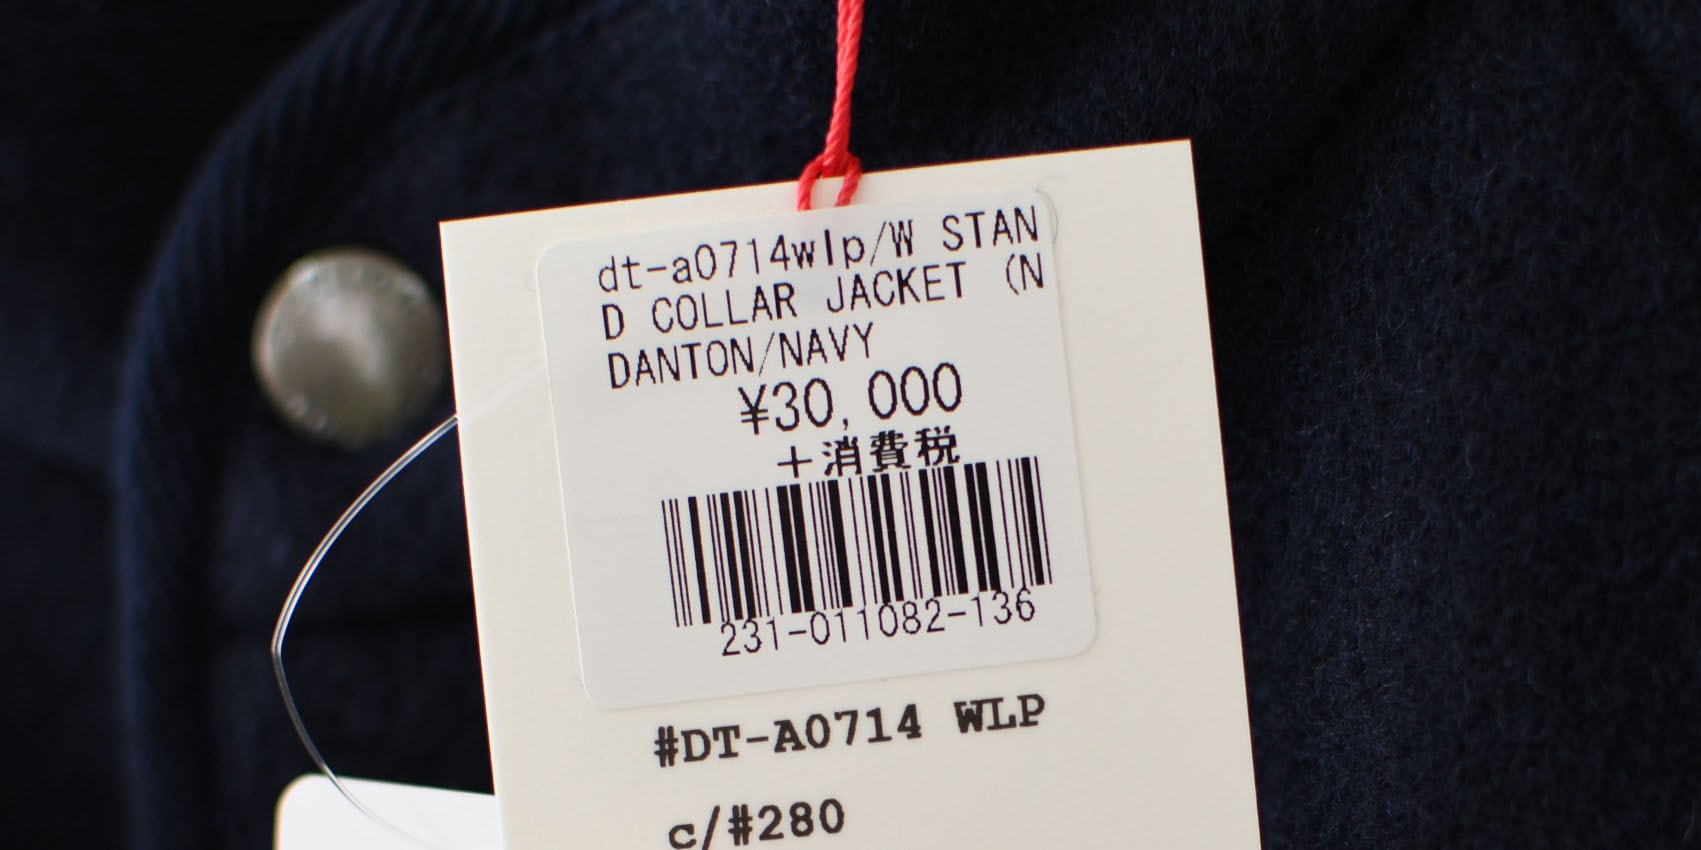 dt-a0714wlp/W STAN
D COLLAR JACKET (N
DANTON/NAVY
¥30,000
+消費税
231-011082-136
#DT-A0714 WLP
c/#280